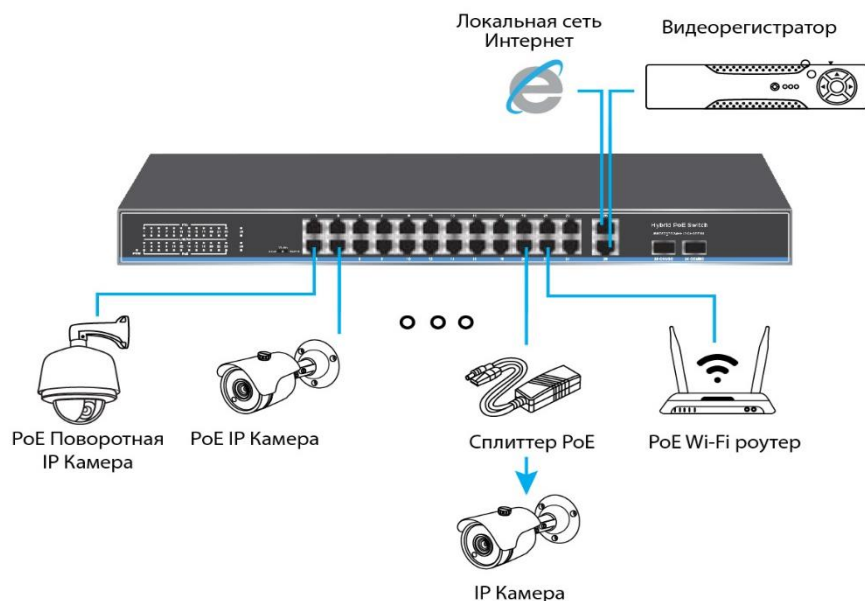 Локальная сеть
Интернет
Видеорегистратор
Hybrid PoE Switch
PoE Поворотная
IP Камера
PoE IP Камера
Сплиттер PoE
PoE Wi-Fi роутер
IP Камера